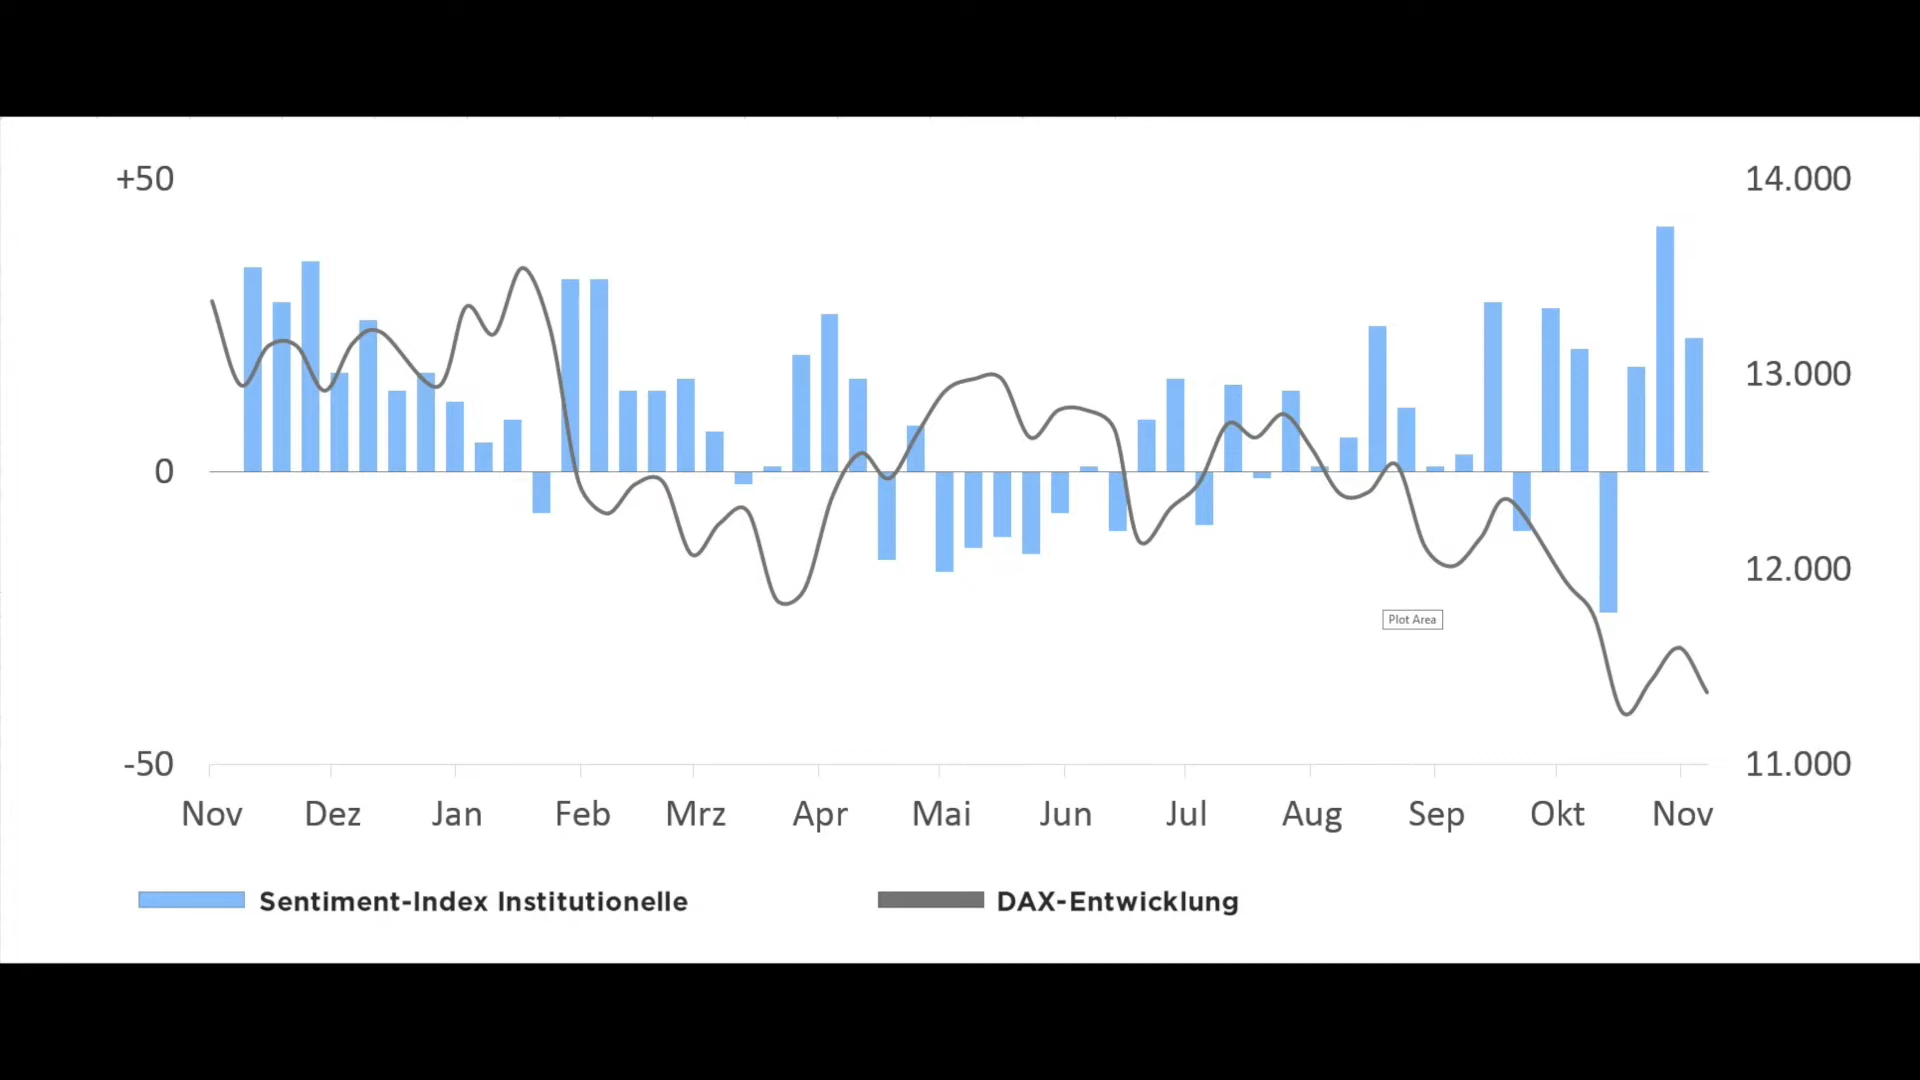 +50 14.000
13.000
0
12.000
Plot Area
-50 11.000
Nov Dez Jan Feb Mrz Apr Mai Jun Jul Aug Sep Okt Nov
Sentiment-Index Institutionelle DAX-Entwicklung